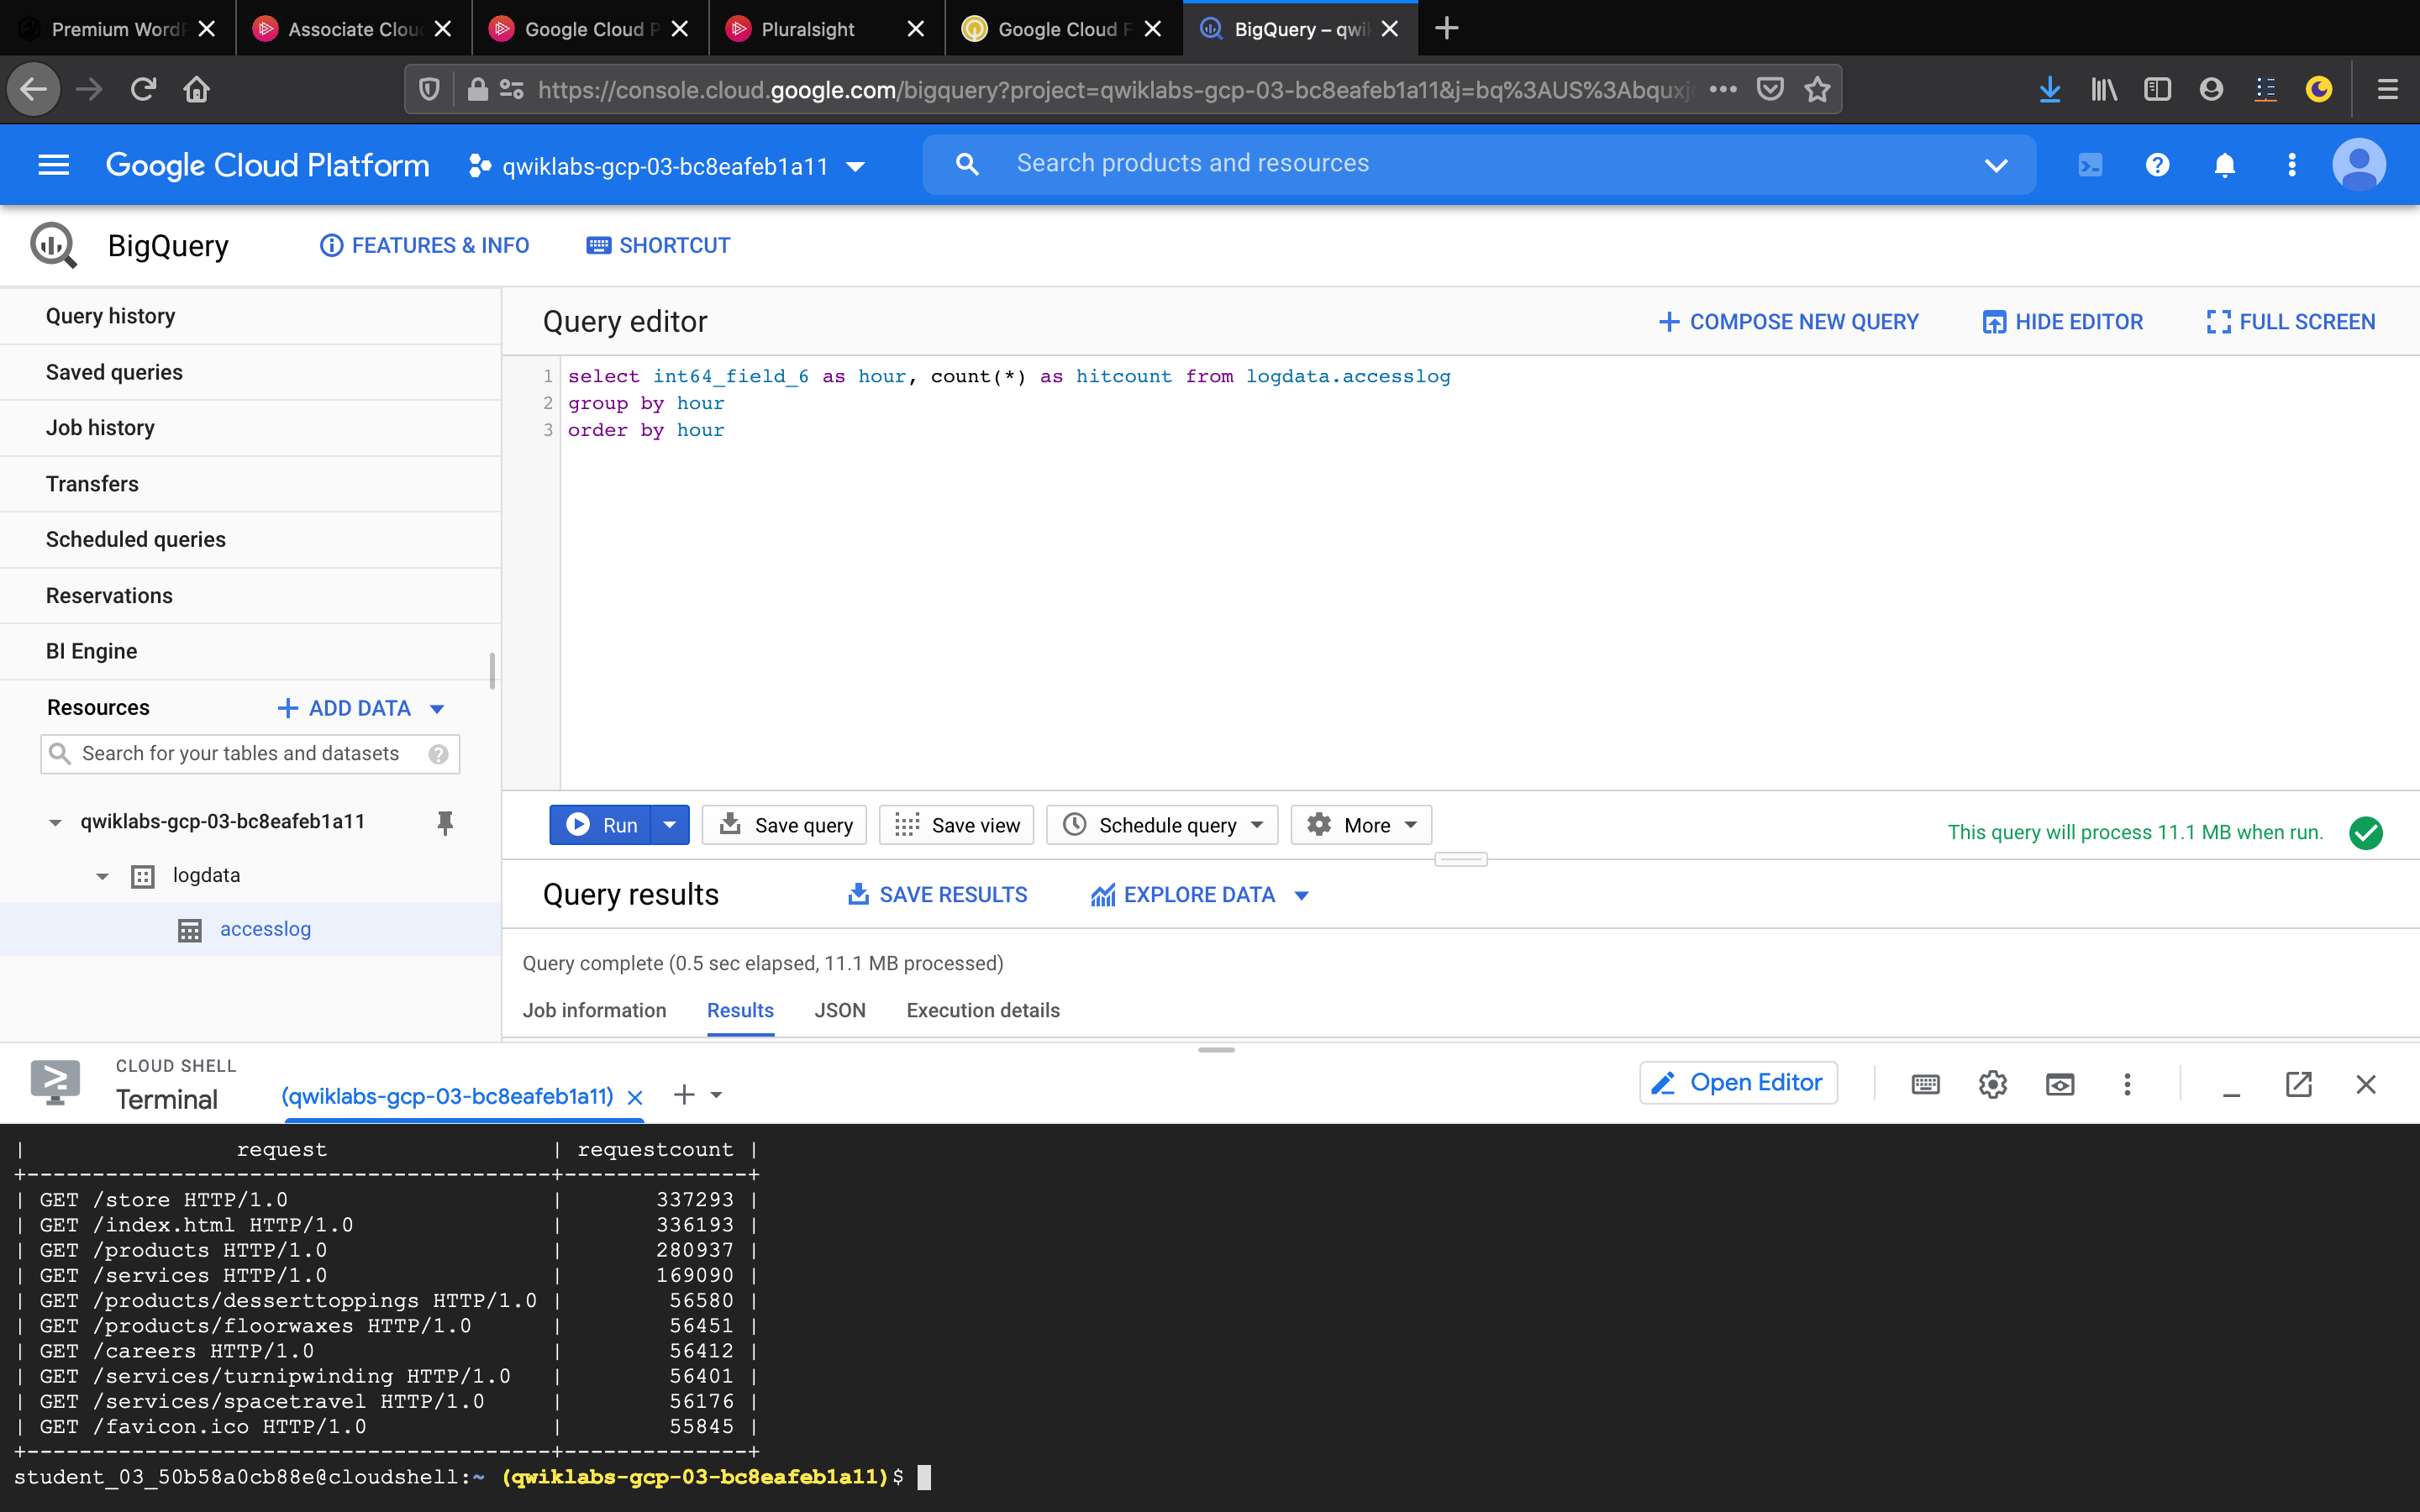 Premium WordP
Associate Clou
Google Cloud P
Pluralsight
Google Cloud F
BigQuery – qwi
https://console.cloud.google.com/bigquery?project=qwiklabs-gcp-03-bc8eafeb1a11&j=bq%3AUS%3Abquxj
Google Cloud Platform
qwiklabs-gcp-03-bc8eafeb1a11
Search products and resources
BigQuery
FEATURES & INFO
SHORTCUT
Query history
Saved queries
Job history
Transfers
Scheduled queries
Reservations
BI Engine
Resources
ADD DATA
Search for your tables and datasets
qwiklabs-gcp-03-bc8eafeb1a11
logdata
accesslog
Query editor
COMPOSE NEW QUERY
HIDE EDITOR
FULL SCREEN
1 select int64_field_6 as hour, count(*) as hitcount from logdata.accesslog
2 group by hour
3 order by hour
Run
Save query
Save view
Schedule query
More
This query will process 11.1 MB when run.
Query results
SAVE RESULTS
EXPLORE DATA
Query complete (0.5 sec elapsed, 11.1 MB processed)
Job information
Results
JSON
Execution details
CLOUD SHELL
Terminal
(qwiklabs-gcp-03-bc8eafeb1a11)
Open Editor
| request | requestcount |
+----------------------------------------+--------------+
| GET /store HTTP/1.0 | 337293 |
| GET /index.html HTTP/1.0 | 336193 |
| GET /products HTTP/1.0 | 280937 |
| GET /services HTTP/1.0 | 169090 |
| GET /products/desserttoppings HTTP/1.0 | 56580 |
| GET /products/floorwaxes HTTP/1.0 | 56451 |
| GET /careers HTTP/1.0 | 56412 |
| GET /services/turnipwinding HTTP/1.0 | 56401 |
| GET /services/spacetravel HTTP/1.0 | 56176 |
| GET /favicon.ico HTTP/1.0 | 55845 |
+----------------------------------------+--------------+
student_03_50b58a0cb88e@cloudshell:~ (qwiklabs-gcp-03-bc8eafeb1a11)$